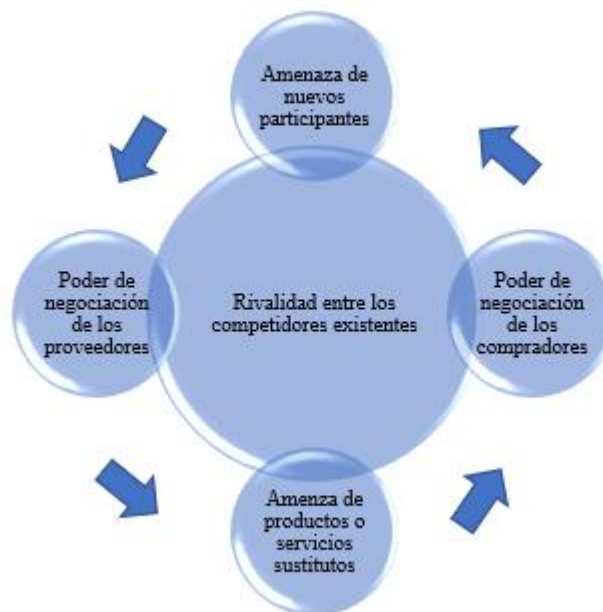 Amenaza de
nuevos
participantes
Poder de
negociación
de los
proveedores
Rivalidad entre los
competidores existentes
Poder de
negociación
de los
compradores
Amenza de
productos o
servicios
sustitutos